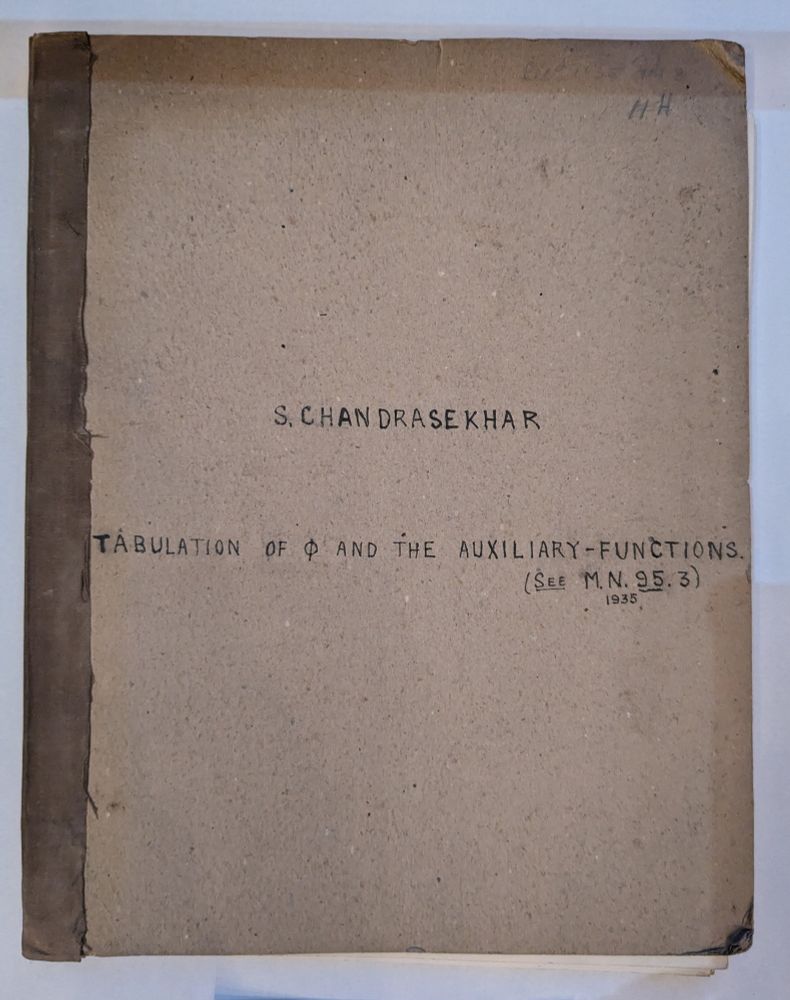 HH
S. CHANDRASEKHAR
TABULATION OF Φ AND THE AUXILIARY-FUNCTIONS.
(SEE M.N. 95. 3)
1935